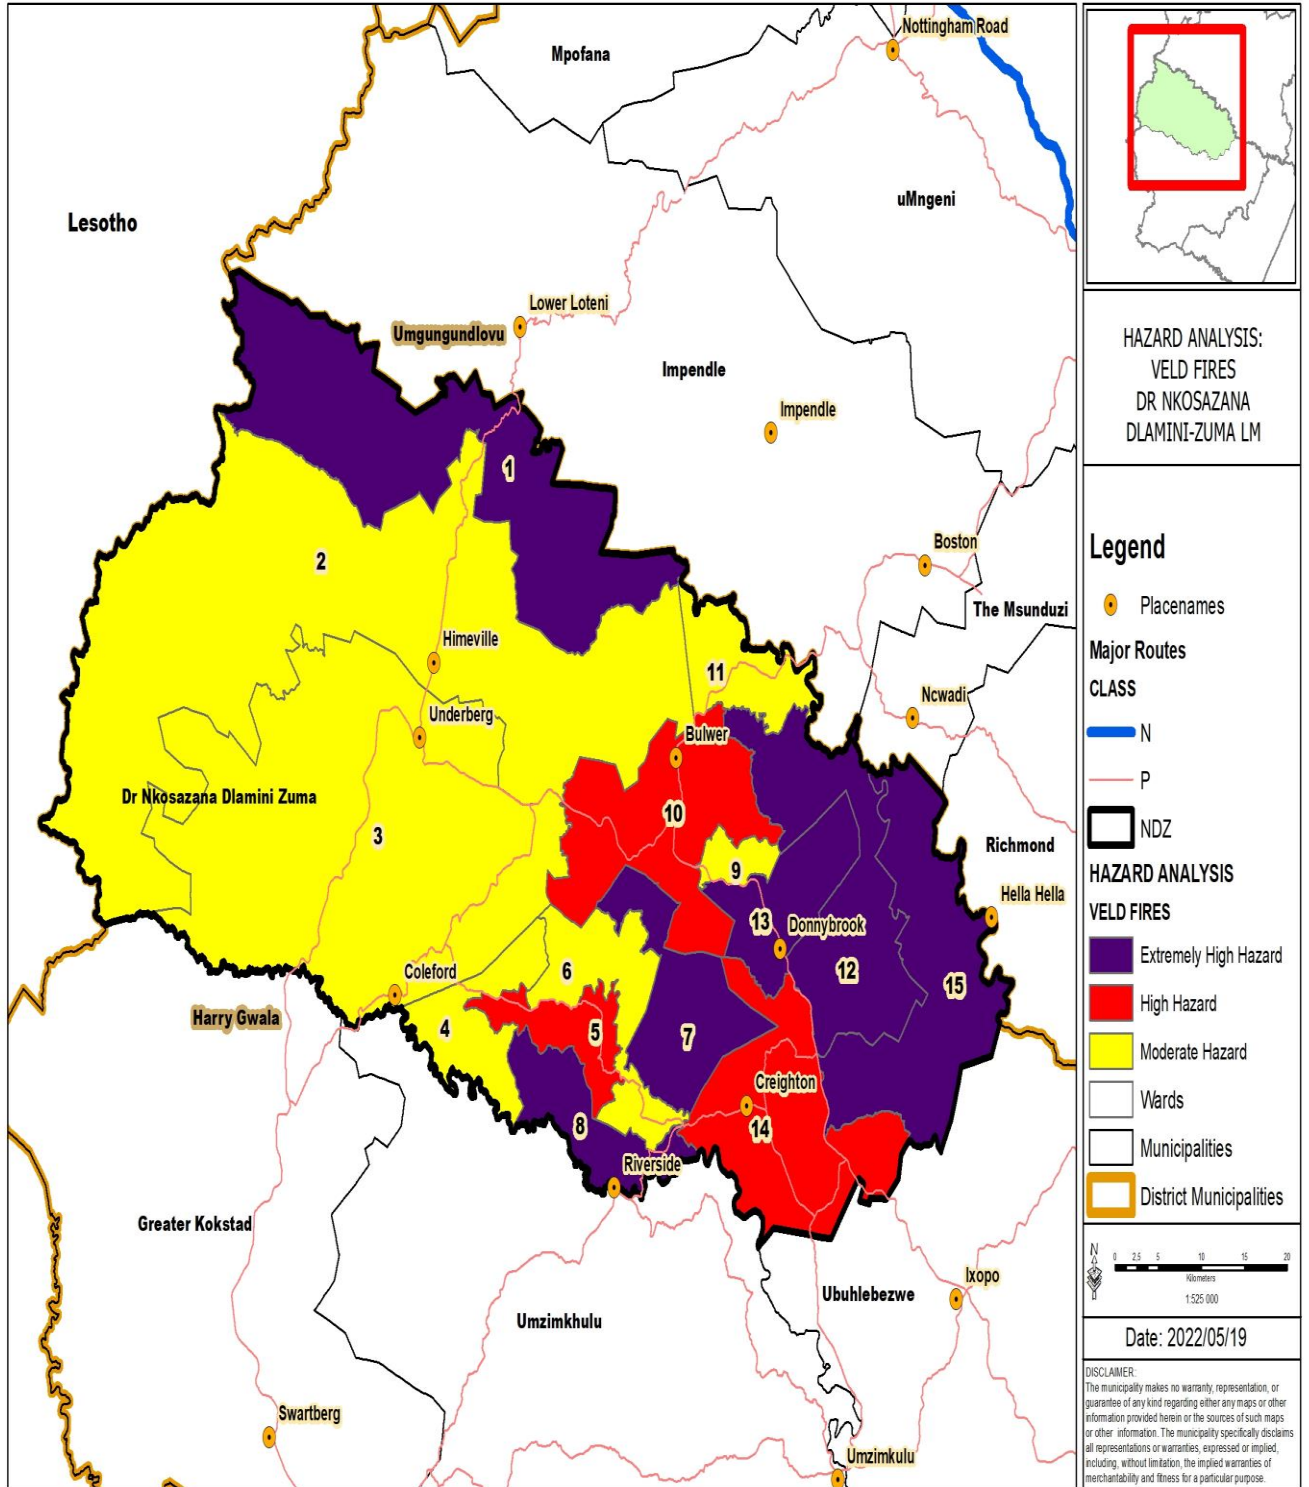 Nottingham Road
Mpofana
uMngeni
Lesotho
Lower Loteni
Umgungundlovu
Impendle
Impendle
1
Boston
2
The Msunduzi
Himeville
11
Ncwadi
Underberg
Bulwer
Dr Nkosazana Dlamini Zuma
10
3
Richmond
9
Hella Hella
13
Donnybrook
12
6
Coleford
15
Harry Gwala
4
5
7
Creighton
8
14
Riverside
Greater Kokstad
Ixopo
Ubuhlebezwe
Umzimkhulu
Swartberg
Umzimkulu
HAZARD ANALYSIS:
VELD FIRES
DR NKOSAZANA
DLAMINI-ZUMA LM
Legend
Placenames
Major Routes
CLASS
N
P
NDZ
HAZARD ANALYSIS
VELD FIRES
Extremely High Hazard
High Hazard
Moderate Hazard
Wards
Municipalities
District Municipalities
N
0 2,5 5 10 15 20
Kilometers
1:525 000
Date: 2022/05/19
DISCLAIMER:
The municipality makes no warranty, representation, or
guarantee of any kind regarding either any maps or other
information provided herein or the sources of such maps
or other information. The municipality specifically disclaims
all representations or warranties, expressed or implied,
including, without limitation, the implied warranties of
merchantability and fitness for a particular purpose.